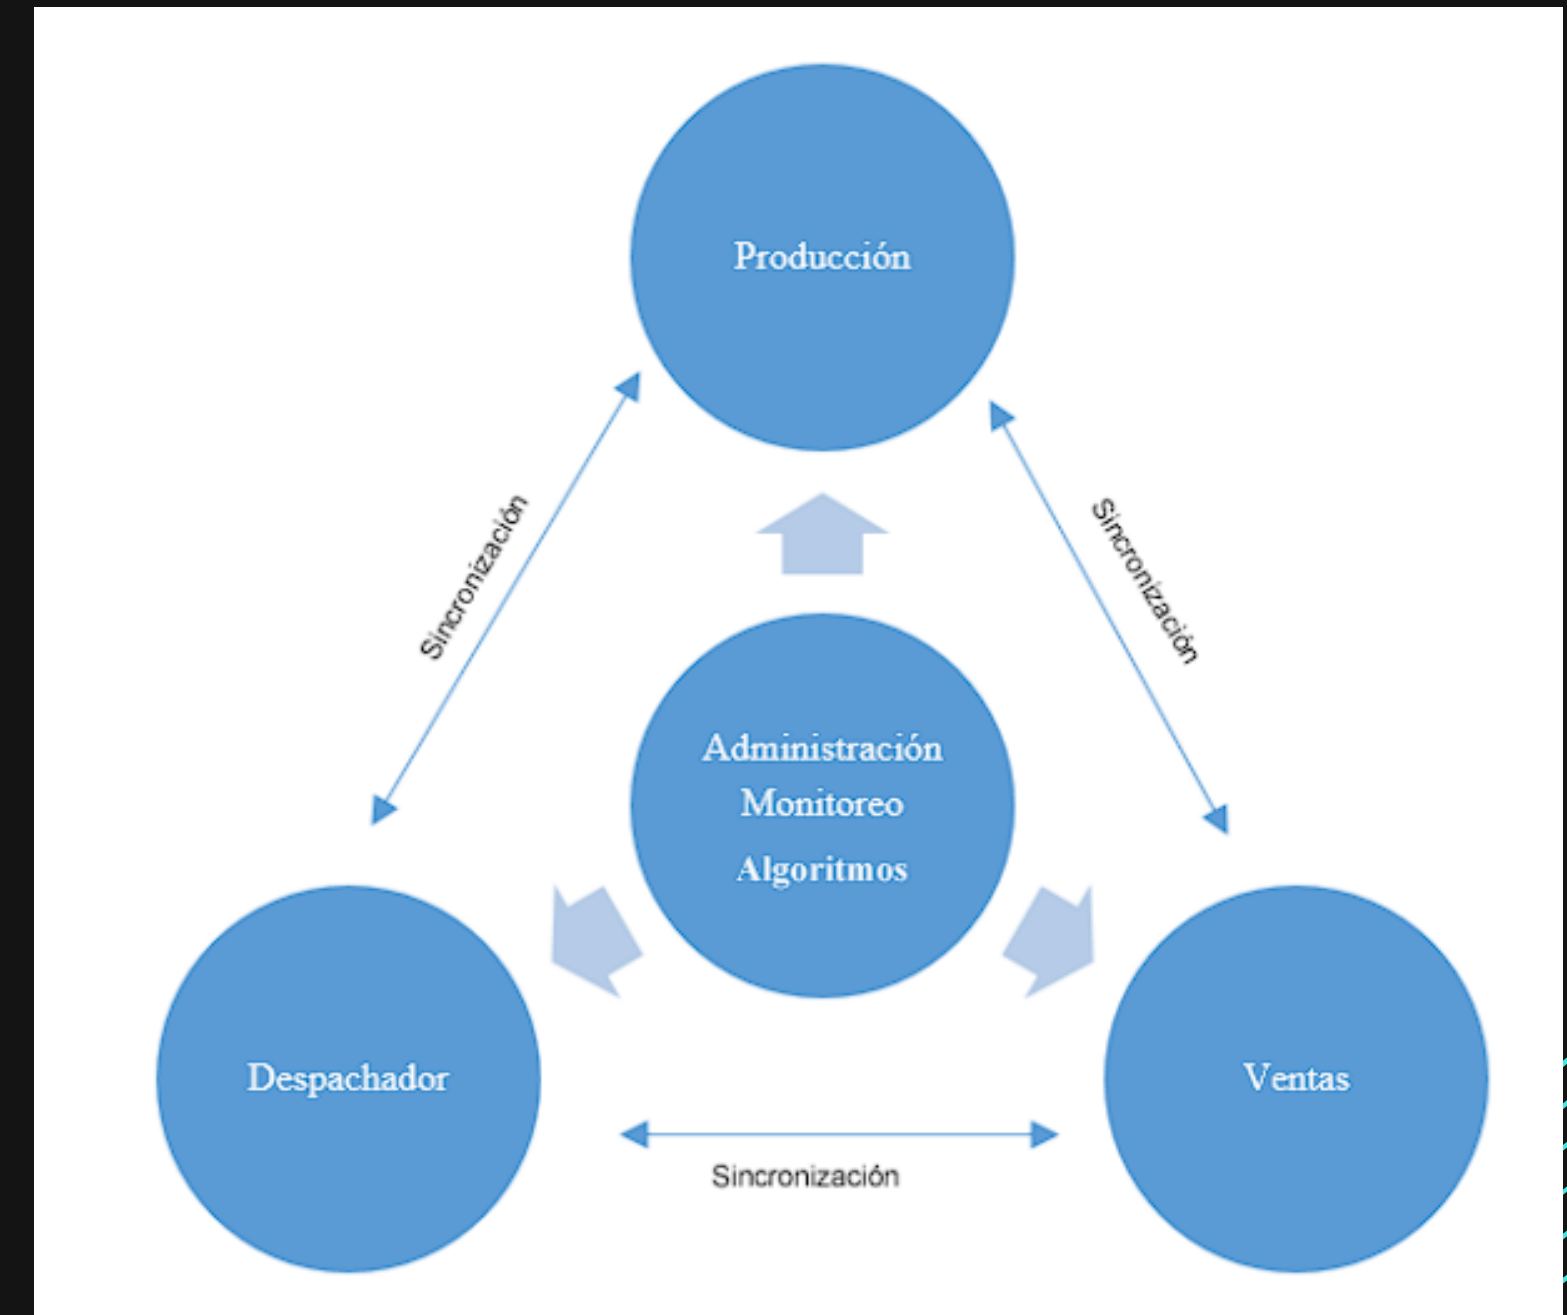 Producción
Sincronización
Sincronización
Administración
Monitoreo
Algoritmos
Despachador
Ventas
Sincronización